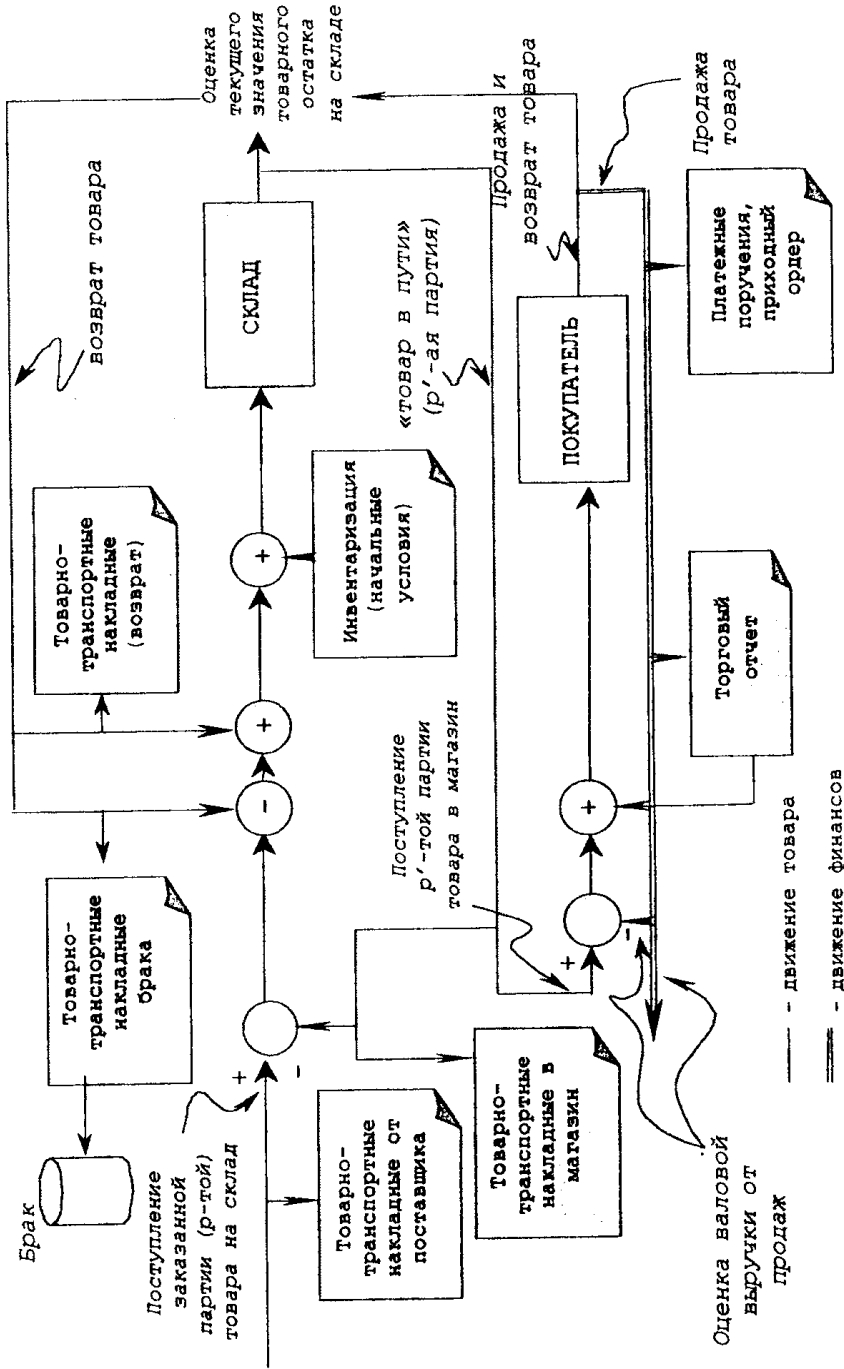 Брак
Поступление
заказанной
партии (p-той)
товара на склад
Товарно-
транспортные
накладные
брака
Товарно-
транспортные
накладные
(возврат)
возврат товара
Оценка
текущего
значения
товарного
остатка
на складе
+
-
-
+
+
СКЛАД
Товарно-
транспортные
накладные от
поставщика
Инвентаризация
(начальные
условия)
«товар в пути»
(p'-ая партия)
Продажа и
возврат товара
Товарно-
транспортные
накладные в
магазин
Поступление
p'-той партии
товара в магазин
+
-
+
ПОКУПАТЕЛЬ
Продажа
товара
Оценка валовой
выручки от
продаж
Торговый
отчет
Платежные
поручения,
приходный
ордер
- движение товара
- движение финансов